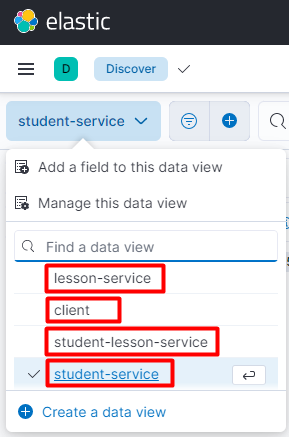 elastic
D
Discover
student-service
Add a field to this data view
Manage this data view
Find a data view
lesson-service
client
student-lesson-service
student-service
Create a data view